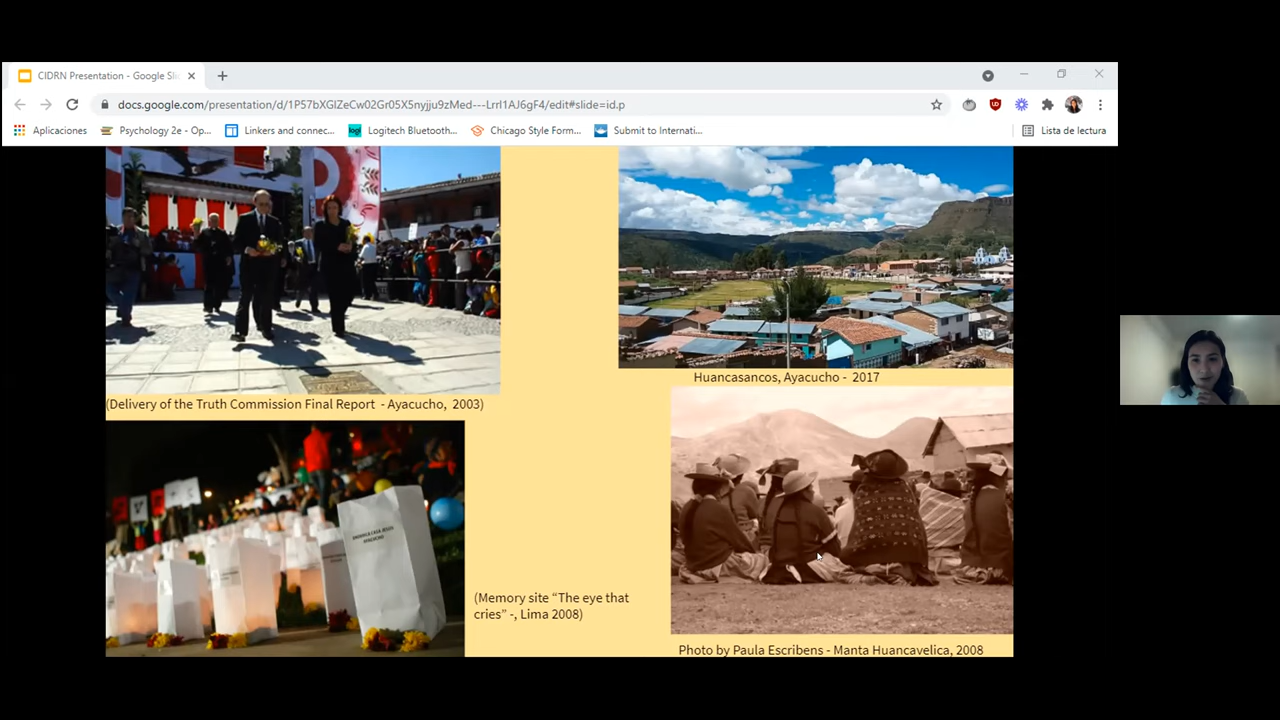 CIDRN Presentation - Google Sli
docs.google.com/presentation/d/1P57bXGlZeCw02Gr05X5nyjju9zMed---Lrrl1AJ6gF4/edit#slide=id.p
Aplicaciones
Psychology 2e - Op...
Linkers and connec...
Logitech Bluetooth...
Chicago Style Form...
Submit to Internati...
Lista de lectura
(Delivery of the Truth Commission Final Report - Ayacucho, 2003)
Huancasancos, Ayacucho - 2017
AYACUCHO
(Memory site “The eye that
cries” -, Lima 2008)
Photo by Paula Escribens - Manta Huancavelica, 2008